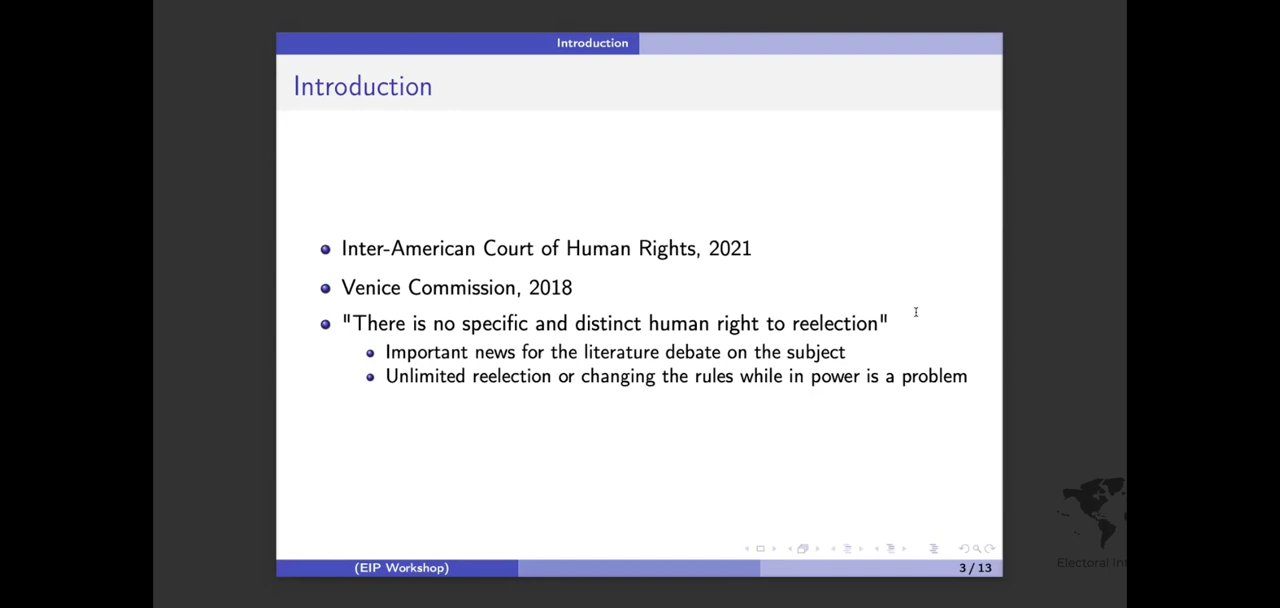 Introduction
Introduction
Inter-American Court of Human Rights, 2021
Venice Commission, 2018
"There is no specific and distinct human right to reelection"
Important news for the literature debate on the subject
Unlimited reelection or changing the rules while in power is a problem
(EIP Workshop)
3 / 13
Electoral